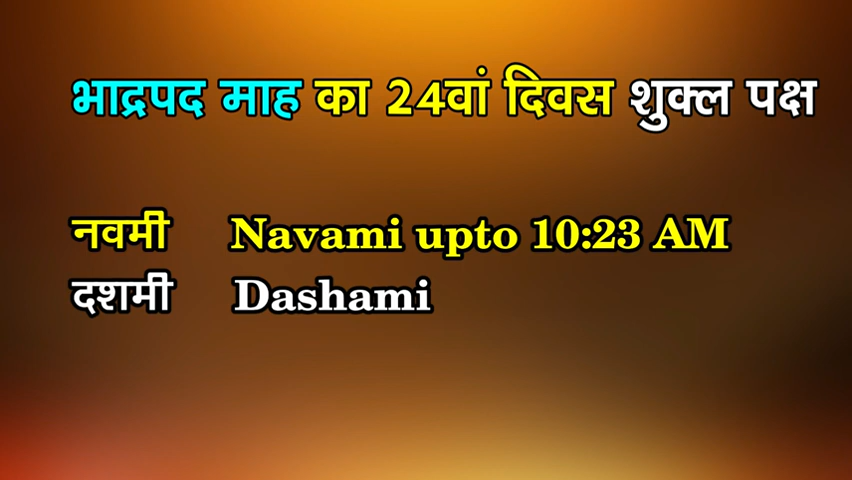 भाद्रपद माह का 24वां दिवस शुक्ल पक्ष
नवमी Navami upto 10:23 AM
दशमी Dashami